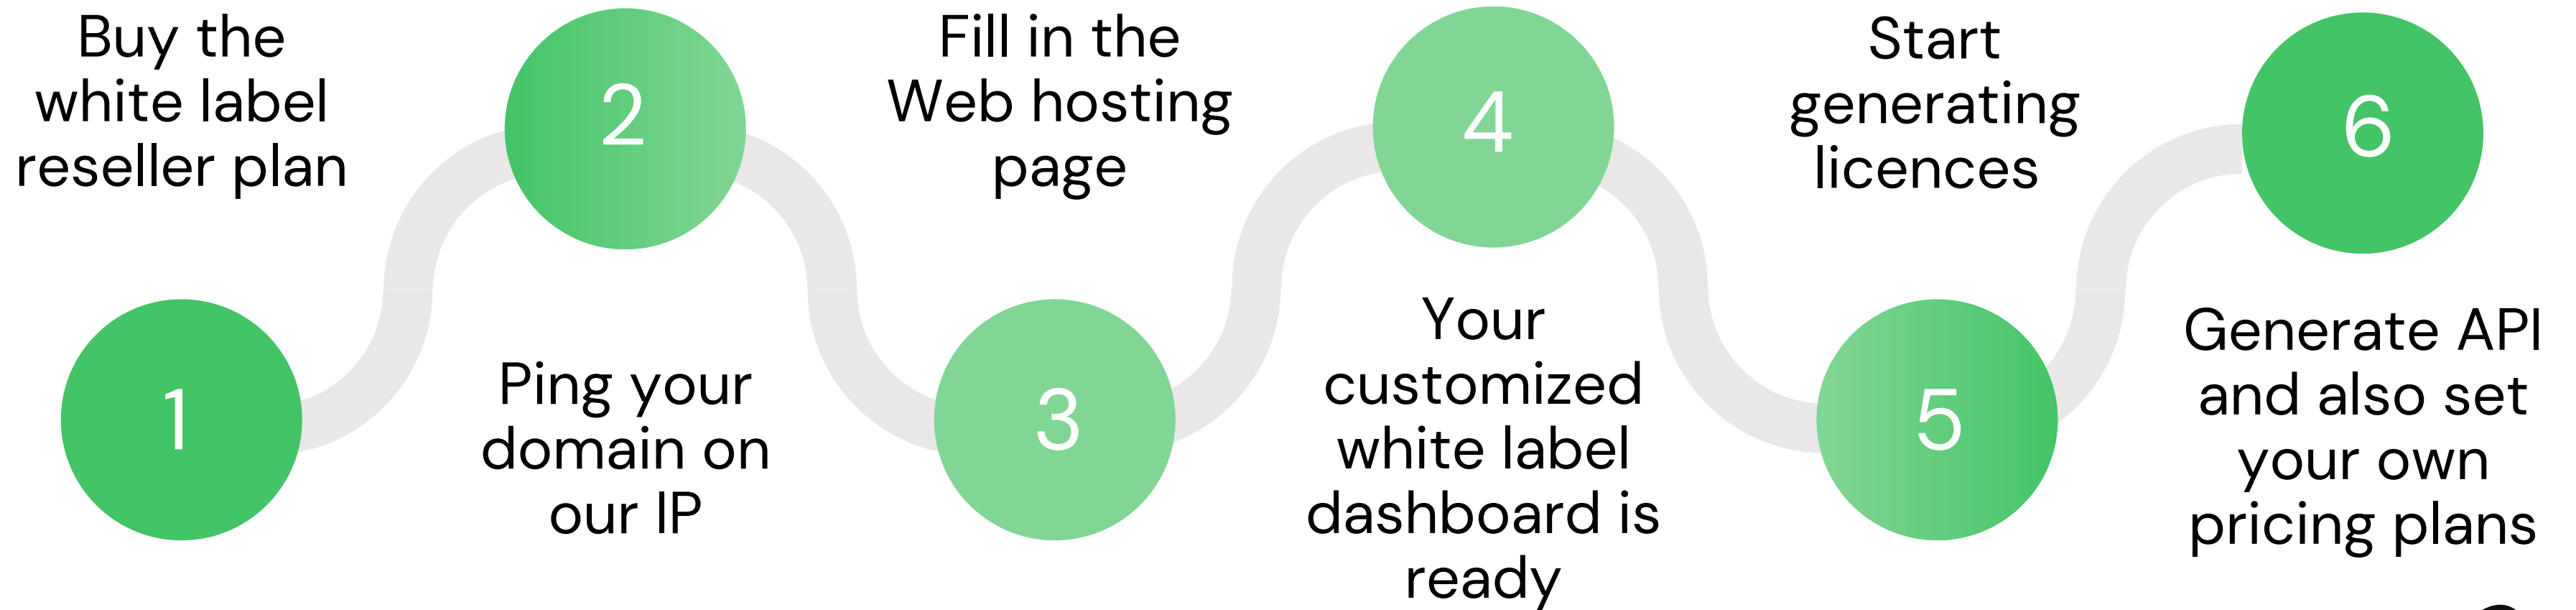 Buy the
white label
reseller plan
1
2
Ping your
domain on
our IP
Fill in the
Web hosting
page
3
4
Your
customized
white label
dashboard is
ready
Start
generating
licences
5
6
Generate API
and also set
your own
pricing plans